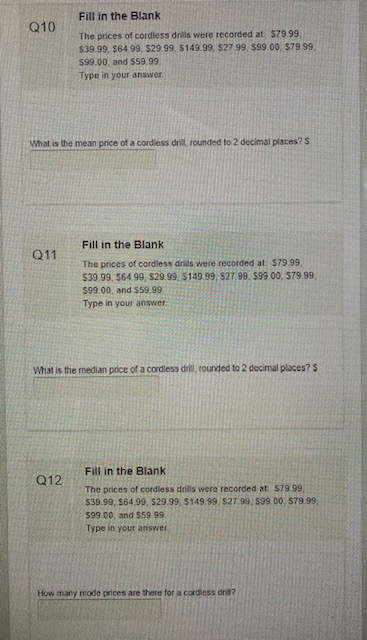 Q10
Fill in the Blank
The prices of cordless drills were recorded at: $79.99,
$39.99, $64.99, $29.99, $149.99, $27.99, $99.00, $79.99,
$99.00, and $59.99.
Type in your answer.
What is the mean price of a cordless drill, rounded to 2 decimal places? $
Q11
Fill in the Blank
The prices of cordless drills were recorded at: $79.99,
$39.99, $64.99, $29.99, $149.99, $27.99, $99.00, $79.99,
$99.00, and $59.99.
Type in your answer.
What is the median price of a cordless drill, rounded to 2 decimal places? $
Q12
Fill in the Blank
The prices of cordless drills were recorded at: $79.99,
$39.99, $64.99, $29.99, $149.99, $27.99, $99.00, $79.99,
$99.00, and $59.99.
Type in your answer.
How many mode prices are there for a cordless drill?